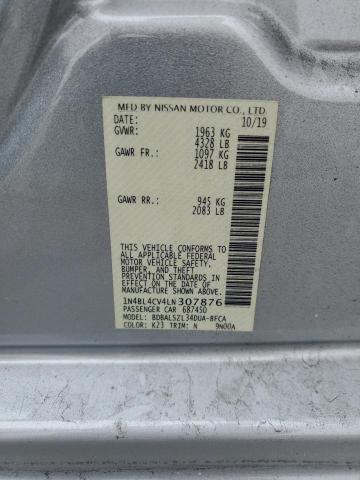 MFD BY NISSAN MOTOR CO., LTD.
DATE: 10/19
GVWR: 1963 KG
4328 LB
GAWR FR.: 1097 KG
2418 LB
GAWR RR.: 945 KG
2083 LB
THIS VEHICLE CONFORMS TO ALL
APPLICABLE FEDERAL MOTOR
VEHICLE SAFETY, BUMPER, AND
THEFT PREVENTION STANDARDS
IN EFFECT ON THE DATE OF
MANUFACTURE SHOWN ABOVE.
1N4BL4CV4LN307876
PASSENGER CAR 687450
MODEL: BDBALSZL34DUA-BFCA
COLOR: K23 TRIM: N 9N00A